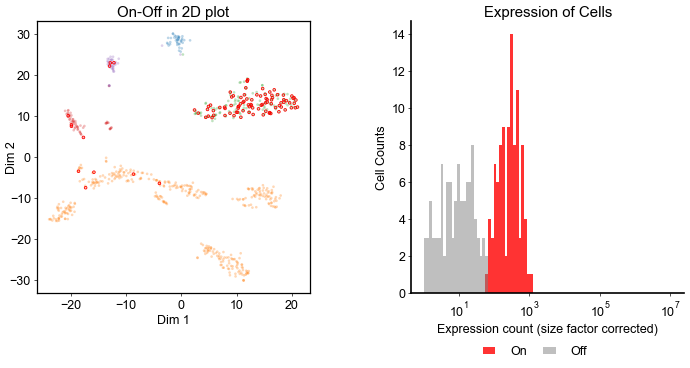 On-Off in 2D plot
30
20
10
0
−10
−20
−30
Dim 2
−20 −10 0 10 20
Dim 1
Expression of Cells
14
12
10
8
6
4
2
0
Cell Counts
10^1 10^3 10^5 10^7
Expression count (size factor corrected)
On Off